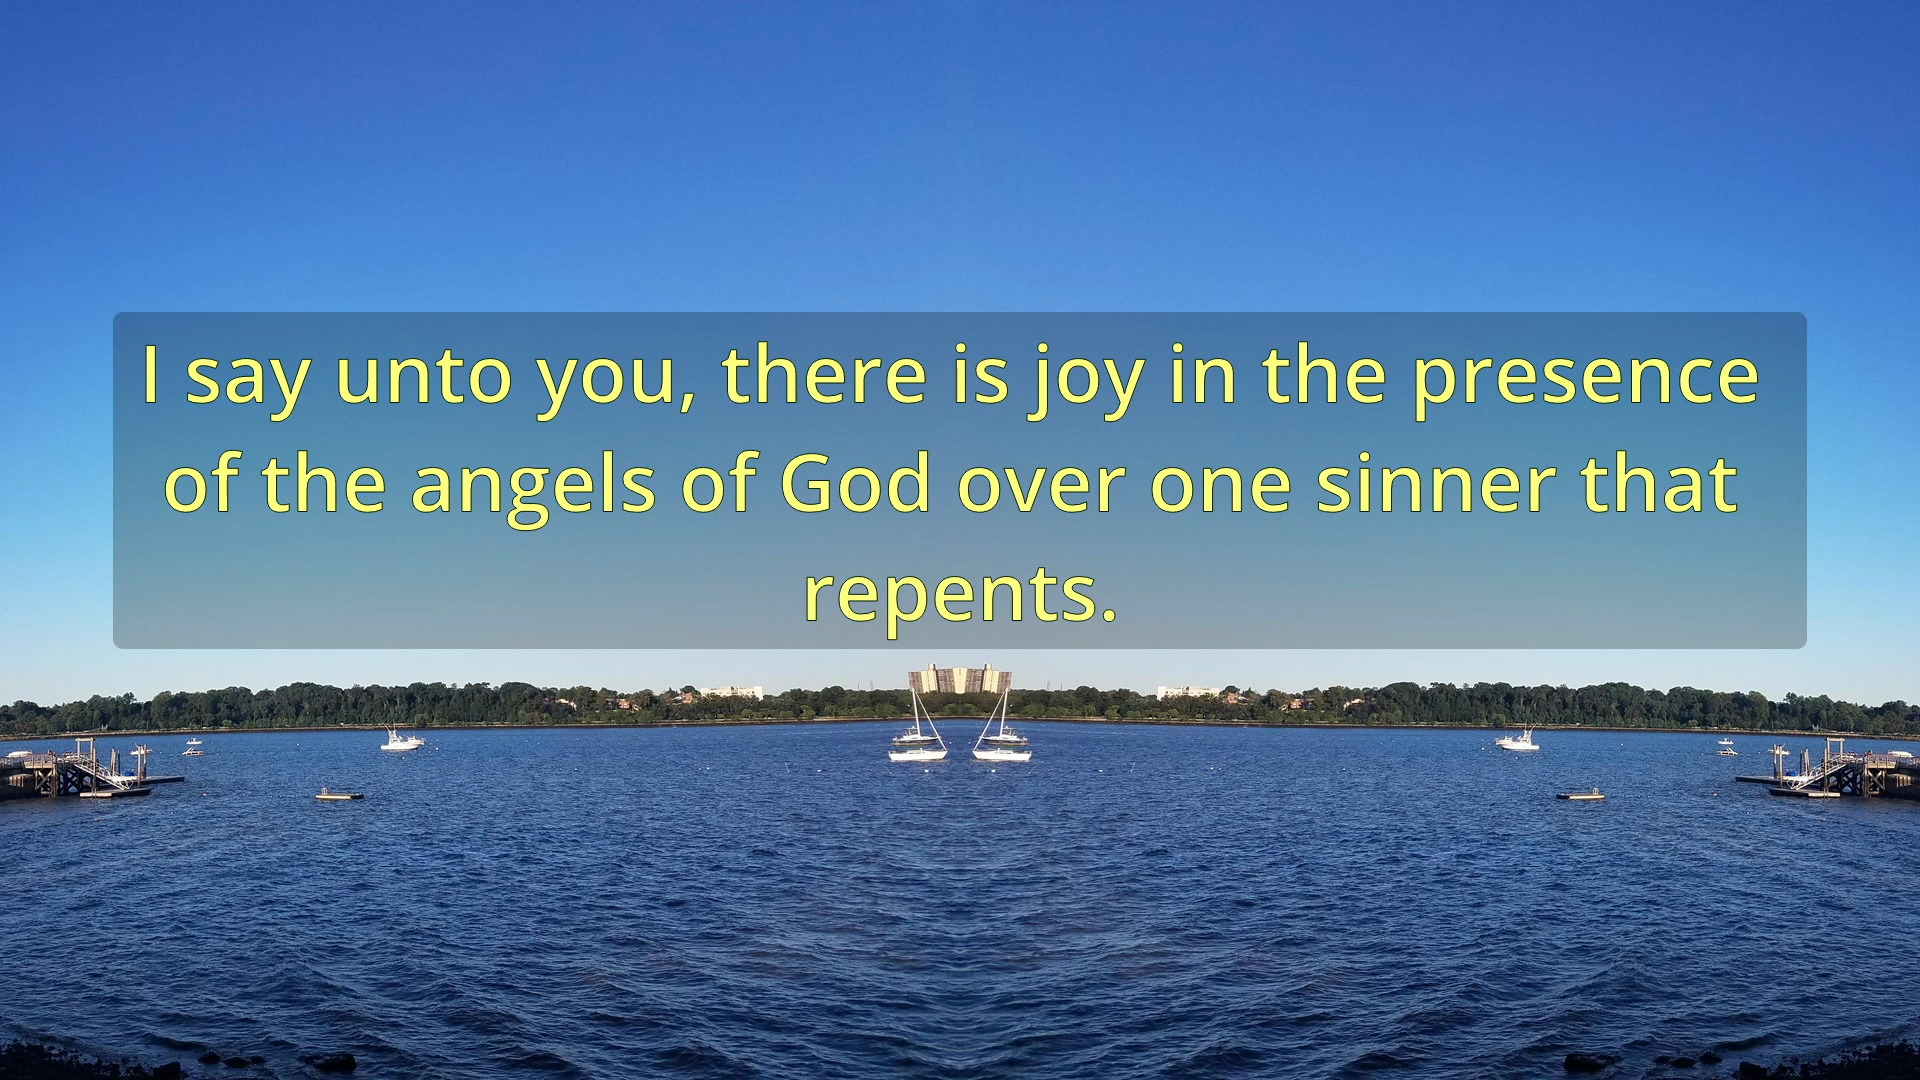 I say unto you, there is joy in the presence
of the angels of God over one sinner that
repents.